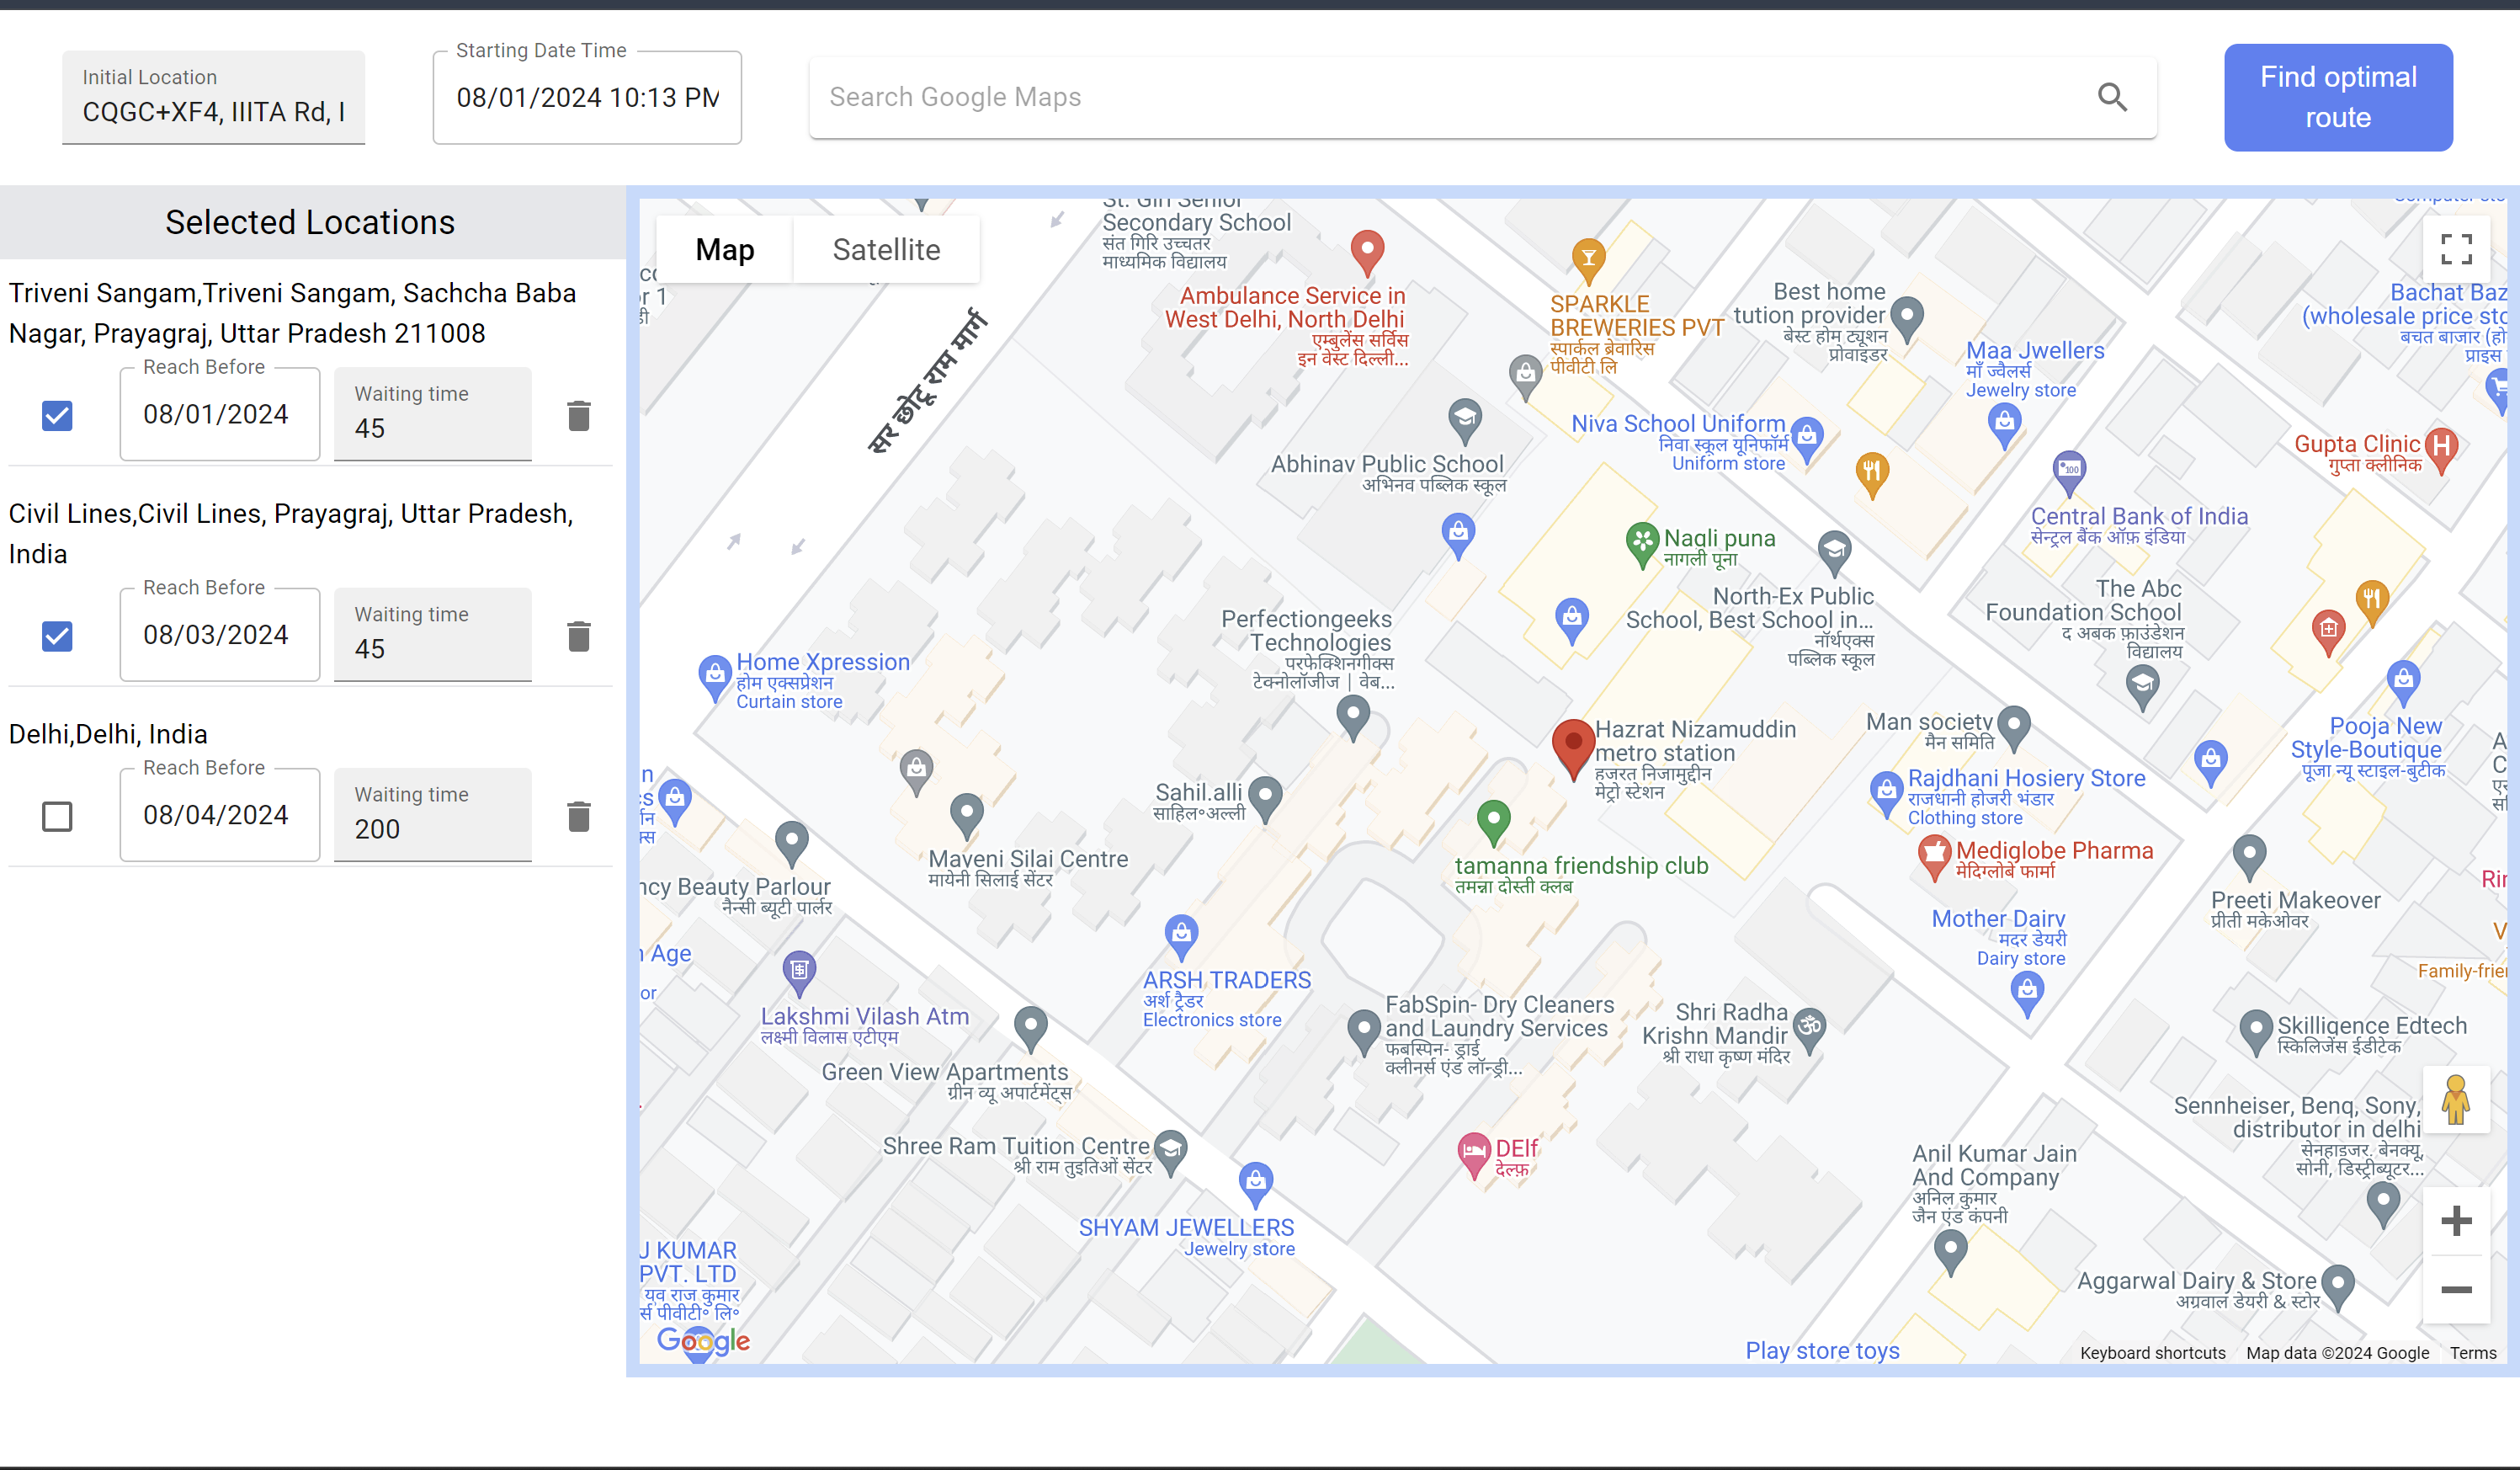 Initial Location
CQGC+XF4, IIITA Rd, I
Starting Date Time
08/01/2024 10:13 PM
Search Google Maps
Find optimal
route
Selected Locations
Triveni Sangam,Triveni Sangam, Sachcha Baba
Nagar, Prayagraj, Uttar Pradesh 211008
Reach Before
08/01/2024
Waiting time
45
Civil Lines,Civil Lines, Prayagraj, Uttar Pradesh,
India
Reach Before
08/03/2024
Waiting time
45
Delhi,Delhi, India
Reach Before
08/04/2024
Waiting time
200
Map
Satellite
St. Giri Senior
Secondary School
संत गिरि उच्चतर
माध्यमिक विद्यालय
सर छोटू राम मार्ग
Ambulance Service in
West Delhi, North Delhi
एम्बुलेंस सर्विस
इन वेस्ट दिल्ली...
SPARKLE
BREWERIES PVT
स्पार्कल ब्रेवारिस
पीवीटी लि
Best home
tution provider
बेस्ट होम ट्यूशन
प्रोवाइडर
Maa Jwellers
माँ ज्वैलर्स
Jewelry store
Bachat Baz
(wholesale price sto
बचत बाजार (हो
प्राइस
Niva School Uniform
निवा स्कूल यूनिफॉर्म
Uniform store
Gupta Clinic
गुप्ता क्लीनिक
Abhinav Public School
अभिनव पब्लिक स्कूल
Central Bank of India
सेन्ट्रल बैंक ऑफ़ इंडिया
100
Nagli puna
नागली पूना
North-Ex Public
School, Best School in...
नॉर्थएक्स
पब्लिक स्कूल
The Abc
Foundation School
द अबक फ़ाउंडेशन
विद्यालय
Perfectiongeeks
Technologies
परफेक्शिनगीक्स
टेक्नोलॉजीज | वेब...
Home Xpression
होम एक्सप्रेशन
Curtain store
Hazrat Nizamuddin
metro station
हजरत निजामुद्दीन
मेट्रो स्टेशन
Man society
मैन समिति
Pooja New
Style-Boutique
पूजा न्यू स्टाइल-बुटीक
Rajdhani Hosiery Store
राजधानी होजरी भंडार
Clothing store
Sahil.alli
साहिल॰अल्ली
Maveni Silai Centre
मायेनी सिलाई सेंटर
tamanna friendship club
तमन्ना दोस्ती क्लब
Mediglobe Pharma
मेदिग्लोबे फार्मा
ncy Beauty Parlour
नैन्सी ब्यूटी पार्लर
Preeti Makeover
प्रीती मकेओवर
Mother Dairy
मदर डेयरी
Dairy store
Age
or
Family-frie
ARSH TRADERS
अर्श ट्रैडर
Electronics store
Lakshmi Vilash Atm
लक्ष्मी विलास एटीएम
FabSpin- Dry Cleaners
and Laundry Services
फबस्पिन- ड्राई
क्लीनर्स एंड लॉन्ड्री...
Shri Radha
Krishn Mandir
श्री राधा कृष्ण मंदिर
Skilligence Edtech
स्किलिजेंस ईडीटेक
Green View Apartments
ग्रीन व्यू अपार्टमेंट्स
Sennheiser, Benq, Sony,
distributor in delhi
सेनहाइजर, बेनक्यू,
सोनी, डिस्ट्रीब्यूटर...
Shree Ram Tuition Centre
श्री राम तुइतिओं सेंटर
DElf
देल्फ़
Anil Kumar Jain
And Company
अनिल कुमार
जैन एंड कंपनी
SHYAM JEWELLERS
Jewelry store
J KUMAR
PVT. LTD
यव राज कुमार
र्स पीवीटी॰ लि॰
Aggarwal Dairy & Store
अग्रवाल डेयरी & स्टोर
Google
Play store toys
Keyboard shortcuts
Map data ©2024 Google
Terms